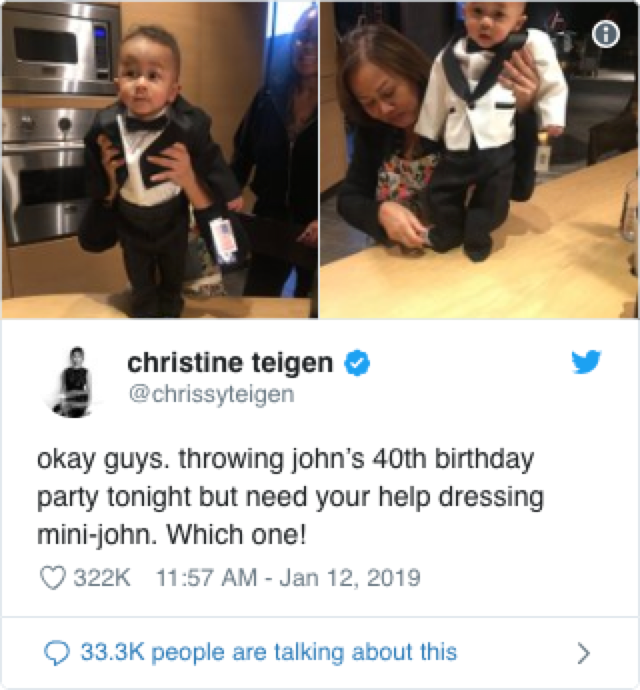 christine teigen
@chrissyteigen
okay guys. throwing john's 40th birthday
party tonight but need your help dressing
mini-john. Which one!
322K 11:57 AM - Jan 12, 2019
33.3K people are talking about this